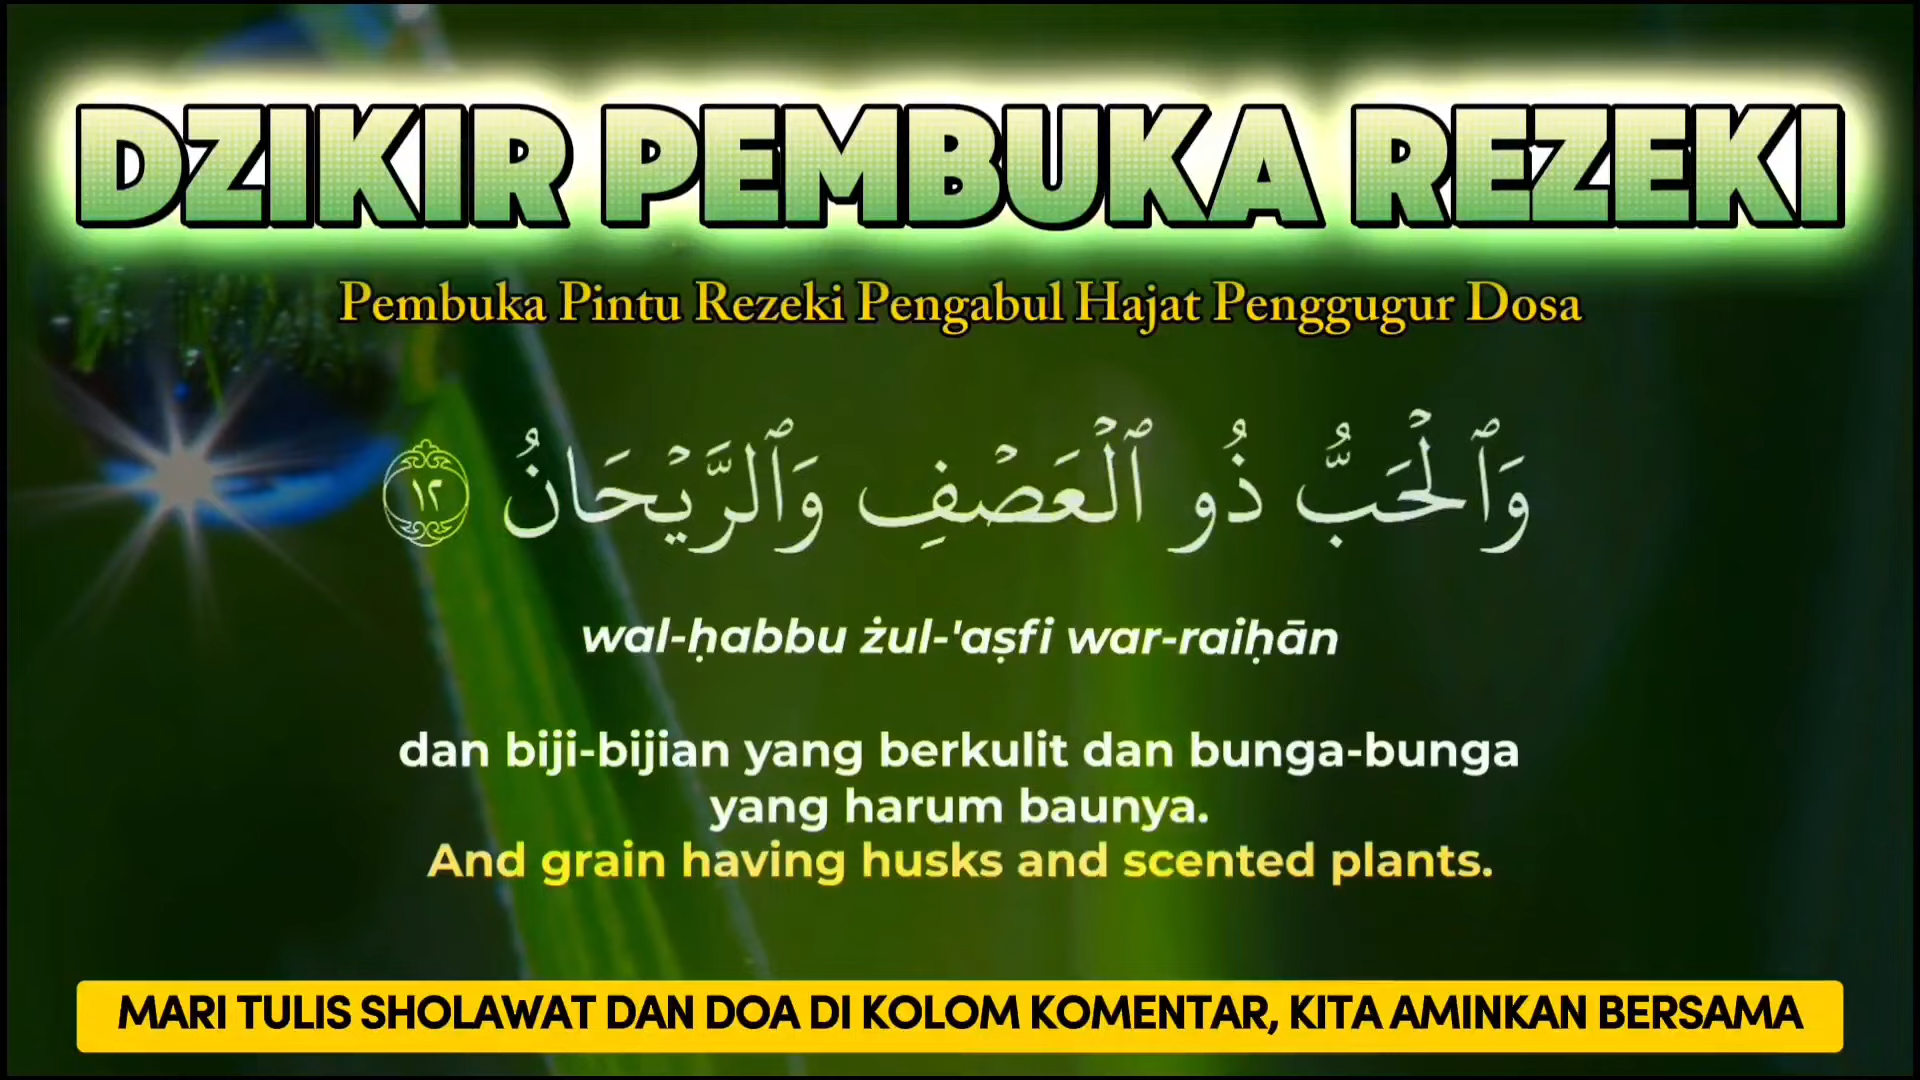 DZIKIR PEMBUKA REZEKI
Pembuka Pintu Rezeki Pengabul Hajat Penggugur Dosa
وَٱلْحَبُّ ذُو ٱلْعَصْفِ وَٱلرَّيْحَانُ ١٢
wal-ḥabbu żul-'aṣfi war-raiḥān
dan biji-bijian yang berkulit dan bunga-bunga
yang harum baunya.
And grain having husks and scented plants.
MARI TULIS SHOLAWAT DAN DOA DI KOLOM KOMENTAR, KITA AMINKAN BERSAMA